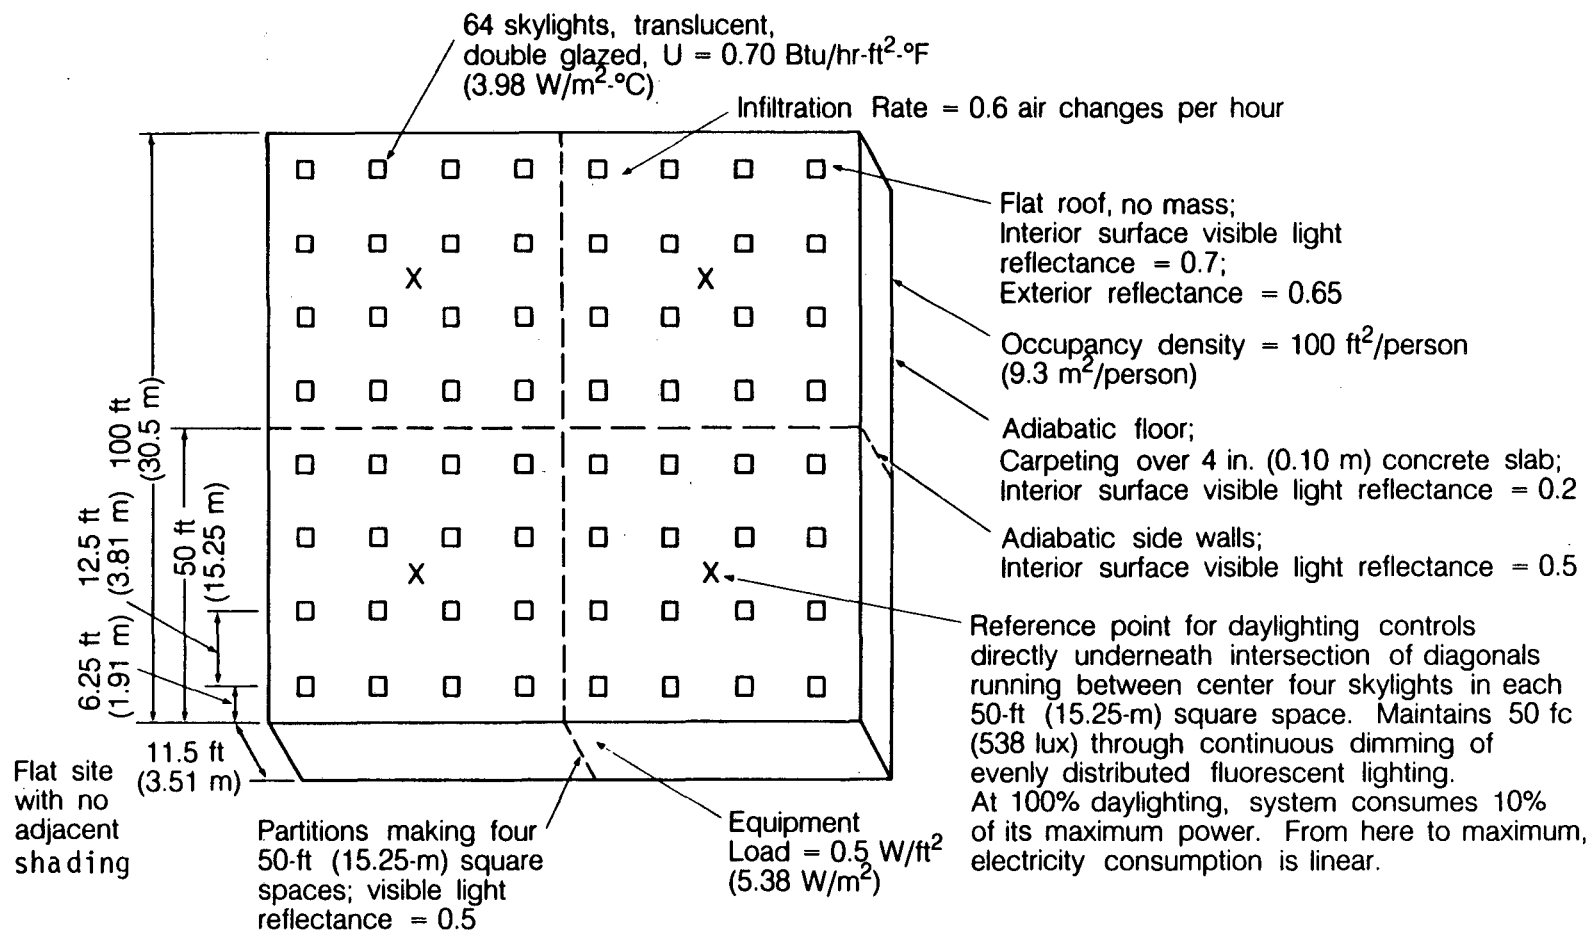 64 skylights, translucent,
double glazed, U = 0.70 Btu/hr-ft²-°F
(3.98 W/m²-°C)
Infiltration Rate = 0.6 air changes per hour
Flat roof, no mass;
Interior surface visible light
reflectance = 0.7;
Exterior reflectance = 0.65
Occupancy density = 100 ft²/person
(9.3 m²/person)
Adiabatic floor;
Carpeting over 4 in. (0.10 m) concrete slab;
Interior surface visible light reflectance = 0.2
Adiabatic side walls;
Interior surface visible light reflectance = 0.5
Reference point for daylighting controls
directly underneath intersection of diagonals
running between center four skylights in each
50-ft (15.25-m) square space. Maintains 50 fc
(538 lux) through continuous dimming of
evenly distributed fluorescent lighting.
At 100% daylighting, system consumes 10%
of its maximum power. From here to maximum,
electricity consumption is linear.
X X
X X
100 ft
(30.5 m)
50 ft
(15.25 m)
12.5 ft
(3.81 m)
6.25 ft
(1.91 m)
11.5 ft
(3.51 m)
Flat site
with no
adjacent
shading
Partitions making four
50-ft (15.25-m) square
spaces; visible light
reflectance = 0.5
Equipment
Load = 0.5 W/ft²
(5.38 W/m²)